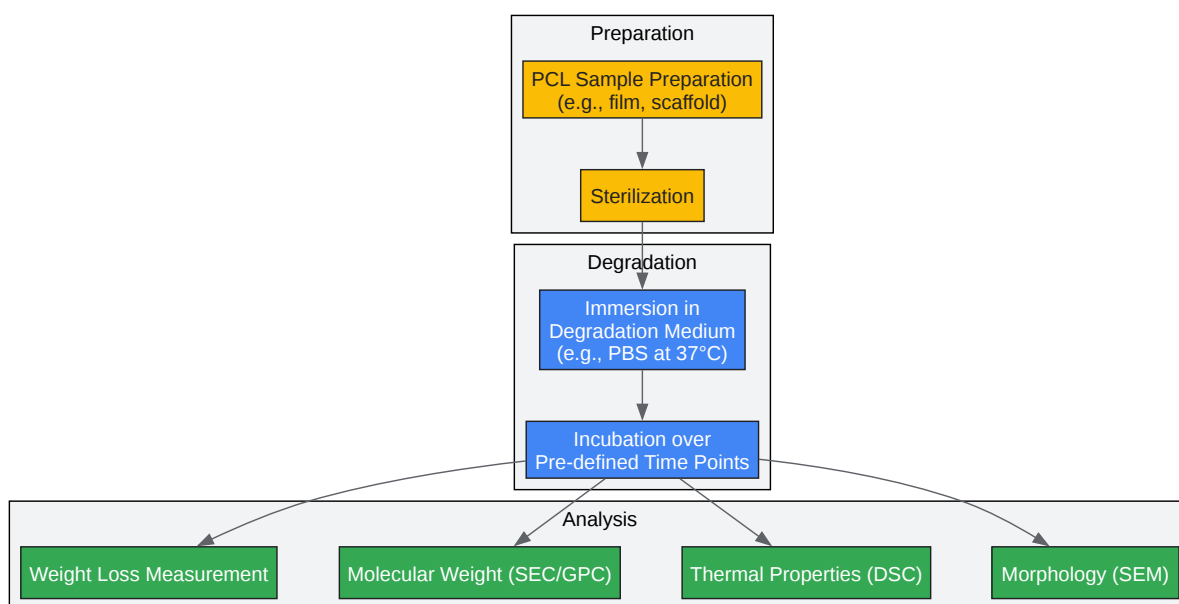 Preparation
PCL Sample Preparation
(e.g., film, scaffold)
Sterilization
Degradation
Immersion in
Degradation Medium
(e.g., PBS at 37°C)
Incubation over
Pre-defined Time Points
Analysis
Weight Loss Measurement
Molecular Weight (SEC/GPC)
Thermal Properties (DSC)
Morphology (SEM)